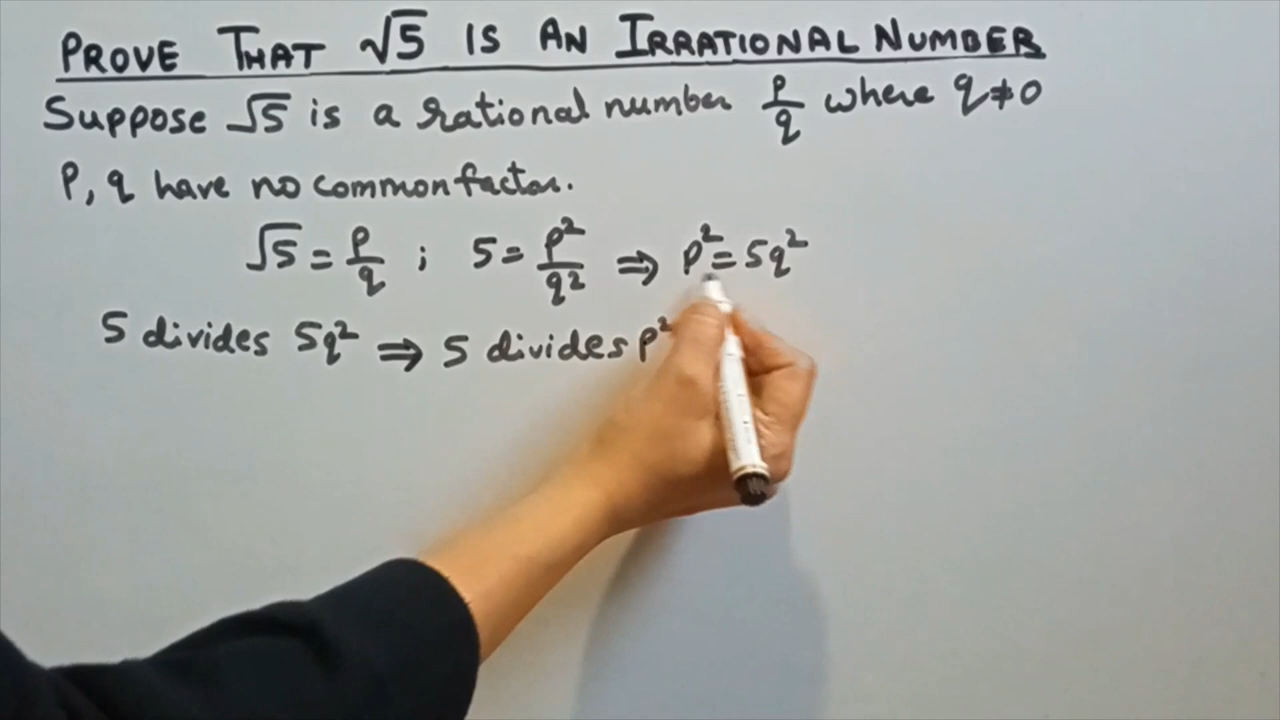 PROVE THAT √5 IS AN IRRATIONAL NUMBER
Suppose √5 is a rational number p/q where q≠0
P, q have no common factor.
√5 = p/q ; 5 = p²/q² ⇒ p² = 5q²
5 divides 5q² ⇒ 5 divides p²